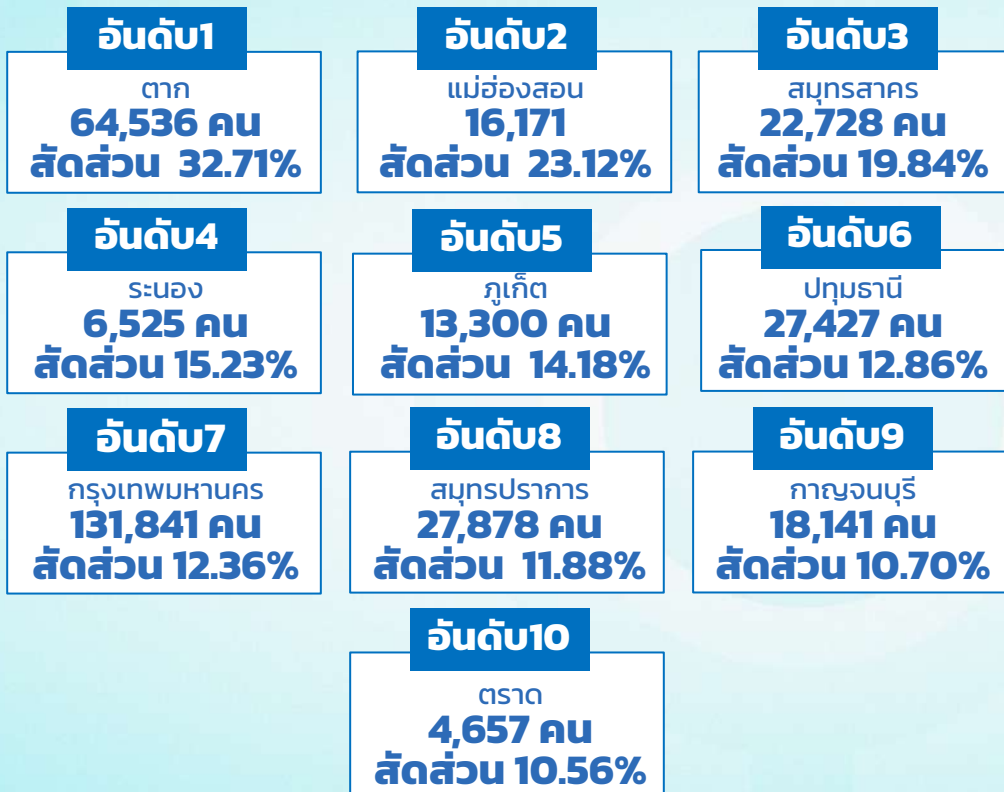 อันดับ1
ตาก
64,536 คน
สัดส่วน 32.71%
อันดับ2
แม่ฮ่องสอน
16,171
สัดส่วน 23.12%
อันดับ3
สมุทรสาคร
22,728 คน
สัดส่วน 19.84%
อันดับ4
ระนอง
6,525 คน
สัดส่วน 15.23%
อันดับ5
ภูเก็ต
13,300 คน
สัดส่วน 14.18%
อันดับ6
ปทุมธานี
27,427 คน
สัดส่วน 12.86%
อันดับ7
กรุงเทพมหานคร
131,841 คน
สัดส่วน 12.36%
อันดับ8
สมุทรปราการ
27,878 คน
สัดส่วน 11.88%
อันดับ9
กาญจนบุรี
18,141 คน
สัดส่วน 10.70%
อันดับ10
ตราด
4,657 คน
สัดส่วน 10.56%